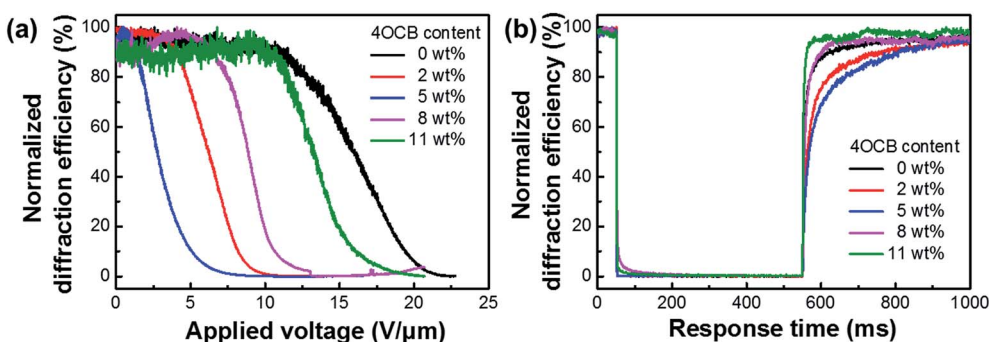 (a)
Normalized
diffraction efficiency (%)
100
80
60
40
20
0
4OCB content
0 wt%
2 wt%
5 wt%
8 wt%
11 wt%
0
5
10
15
20
25
Applied voltage (V/μm)
(b)
Normalized
diffraction efficiency (%)
100
80
60
40
20
0
4OCB content
0 wt%
2 wt%
5 wt%
8 wt%
11 wt%
0
200
400
600
800
1000
Response time (ms)